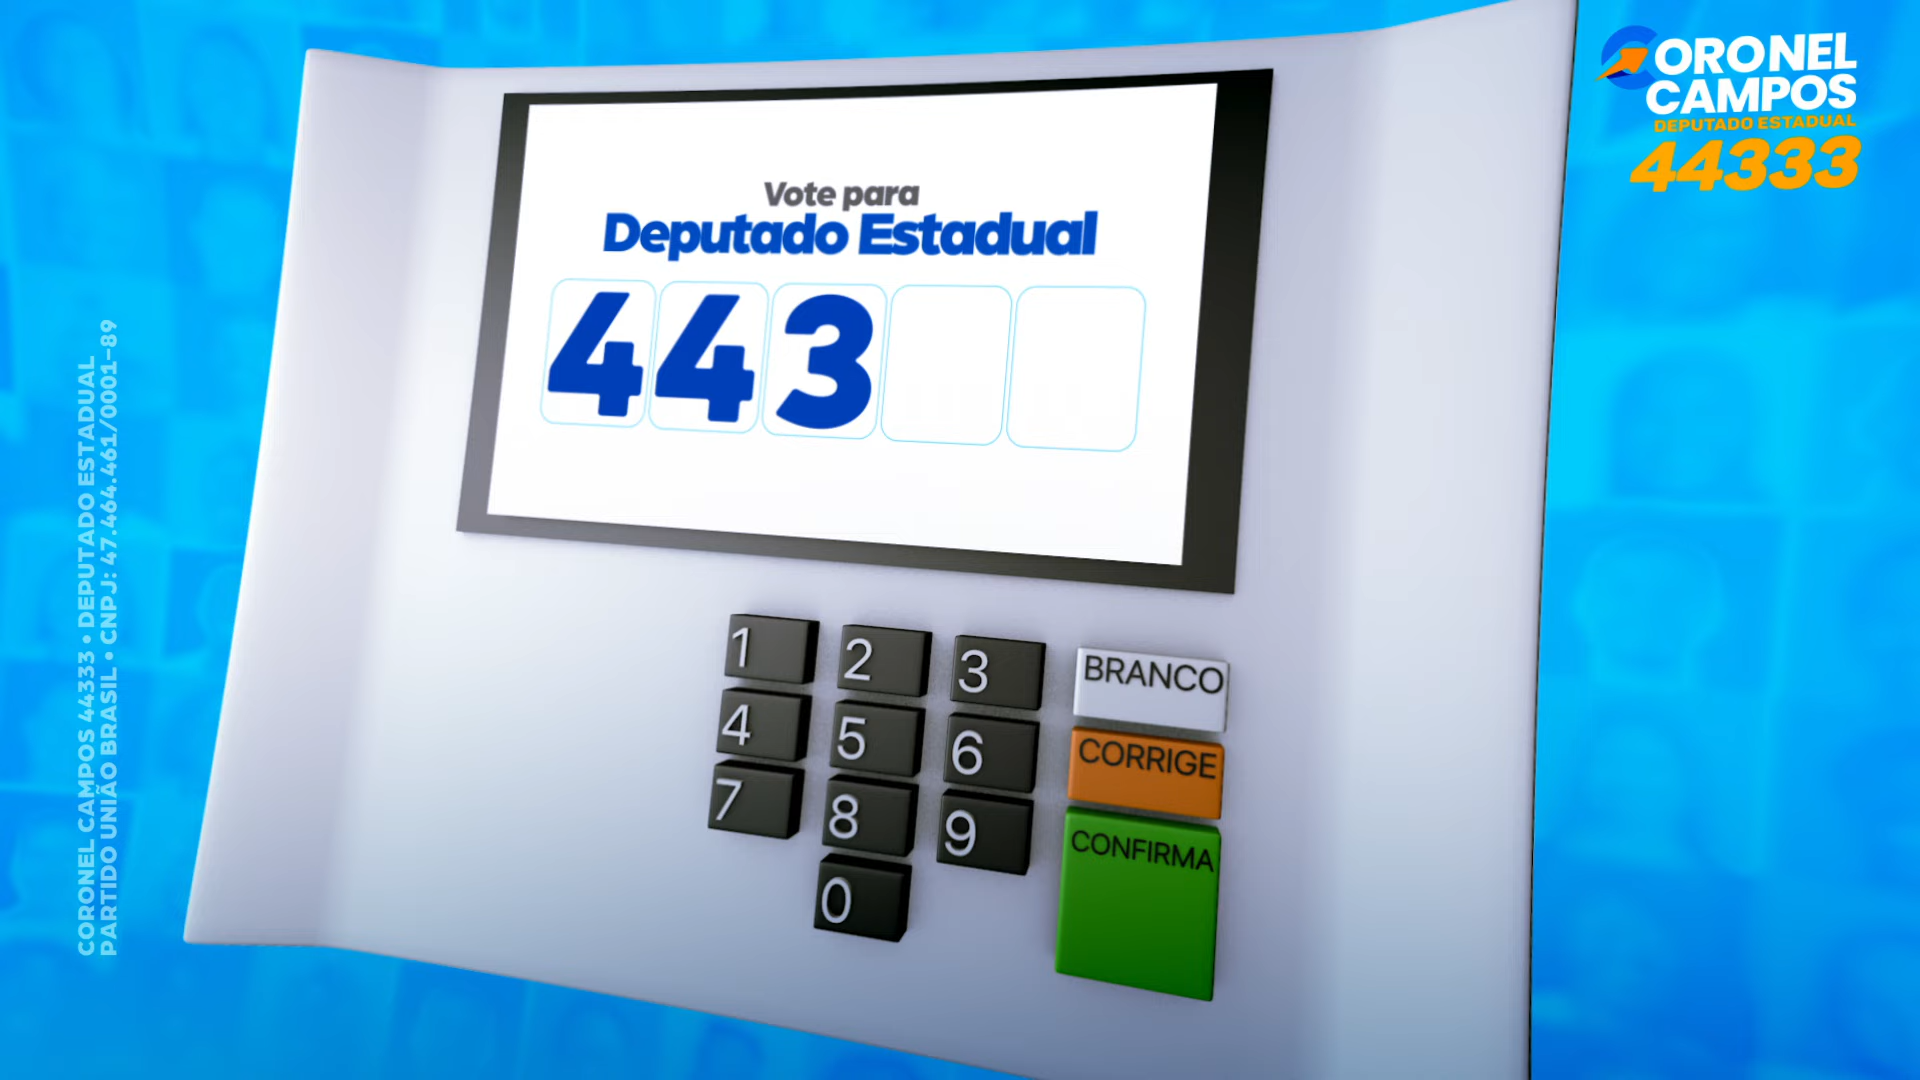 ORONEL
CAMPOS
DEPUTADO ESTADUAL
44333
Vote para
Deputado Estadual
443
1 2 3 BRANCO
4 5 6 CORRIGE
7 8 9 CONFIRMA
0
CORONEL CAMPOS 44333 • DEPUTADO ESTADUAL
PARTIDO UNIÃO BRASIL • CNPJ: 47.464.461/0001-89